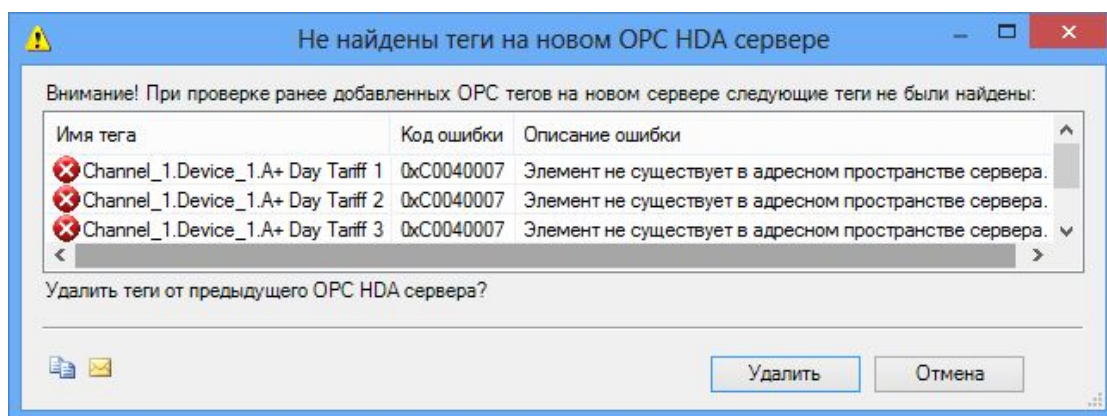 Не найдены теги на новом OPC HDA сервере
Внимание! При проверке ранее добавленных OPC тегов на новом сервере следующие теги не были найдены:
Имя тега Код ошибки Описание ошибки
Channel_1.Device_1.A+ Day Tariff 1 0xC0040007 Элемент не существует в адресном пространстве сервера.
Channel_1.Device_1.A+ Day Tariff 2 0xC0040007 Элемент не существует в адресном пространстве сервера.
Channel_1.Device_1.A+ Day Tariff 3 0xC0040007 Элемент не существует в адресном пространстве сервера.
Удалить теги от предыдущего OPC HDA сервера?
Удалить Отмена